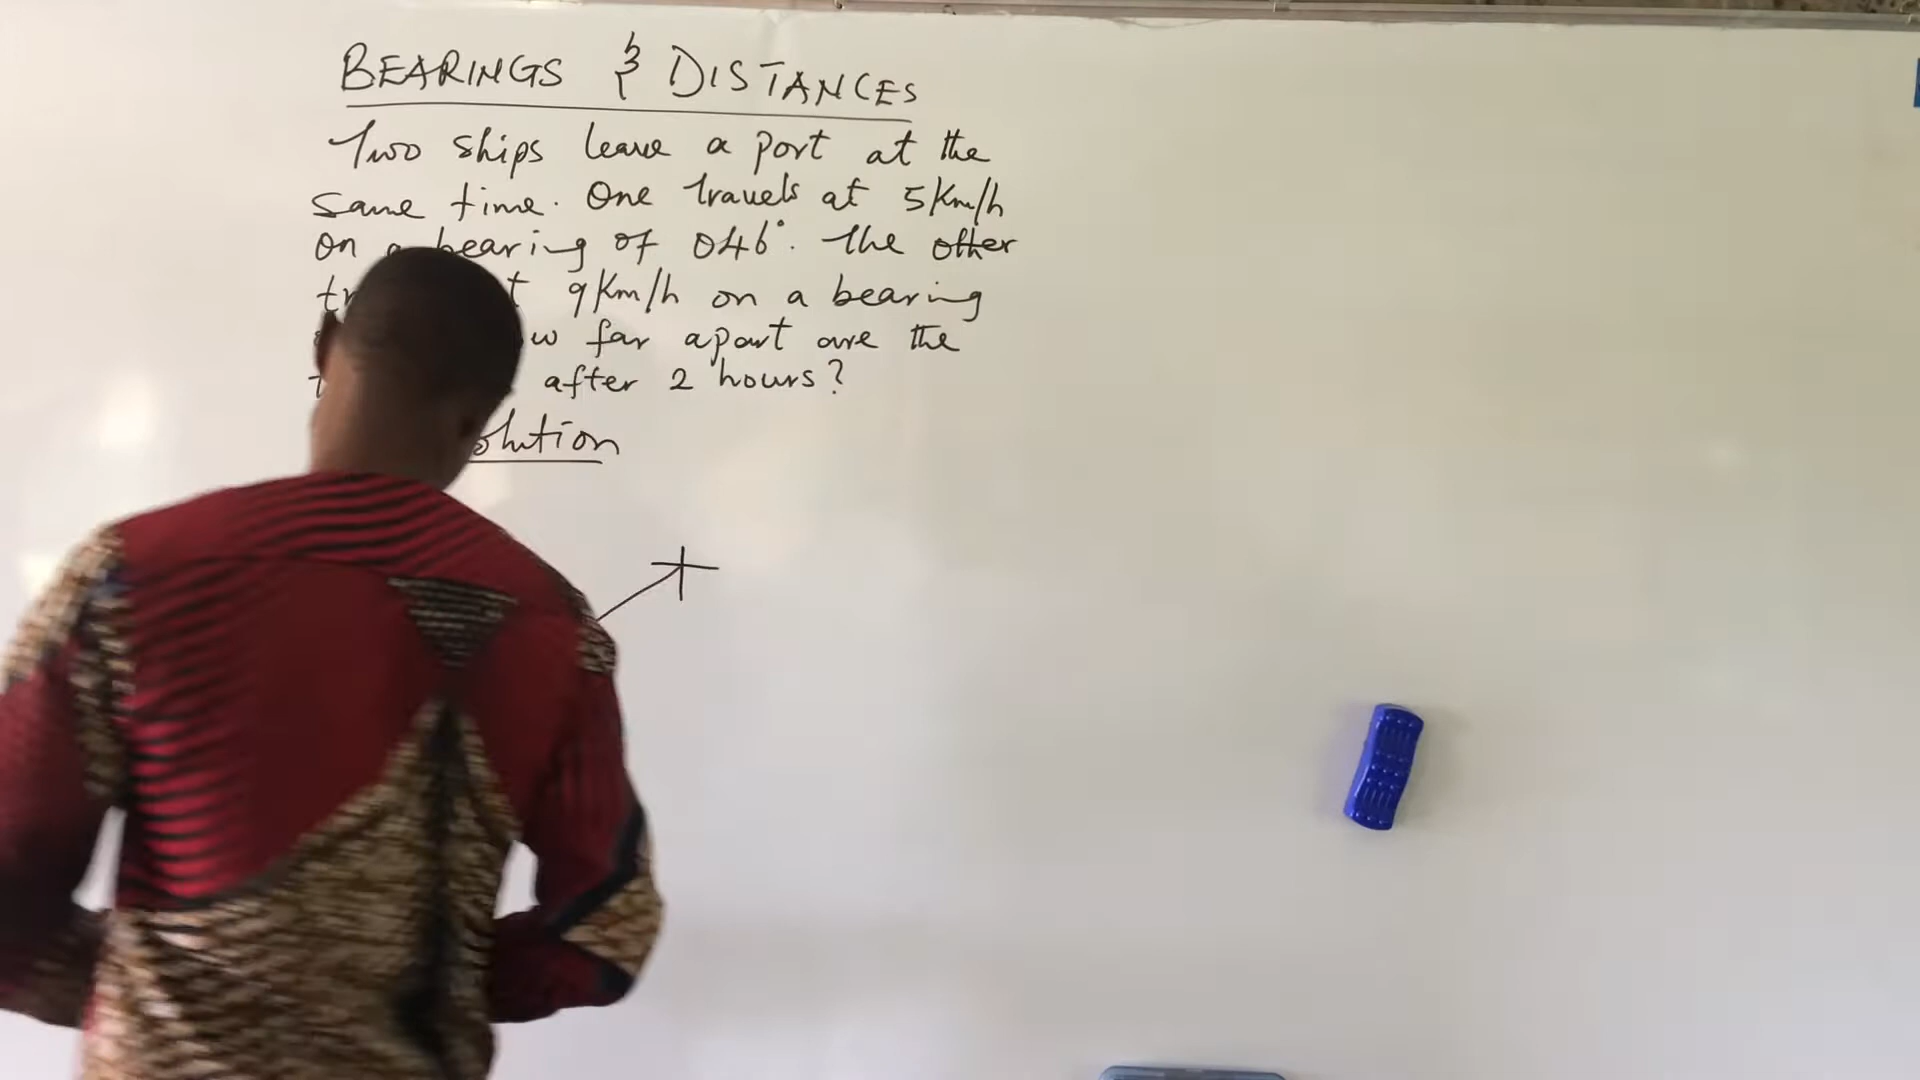 BEARINGS & DISTANCES
Two ships leave a port at the
same time. One travels at 5Km/h
on a bearing of 046°. The other
9Km/h on a bearing
far apart are the
after 2 hours?